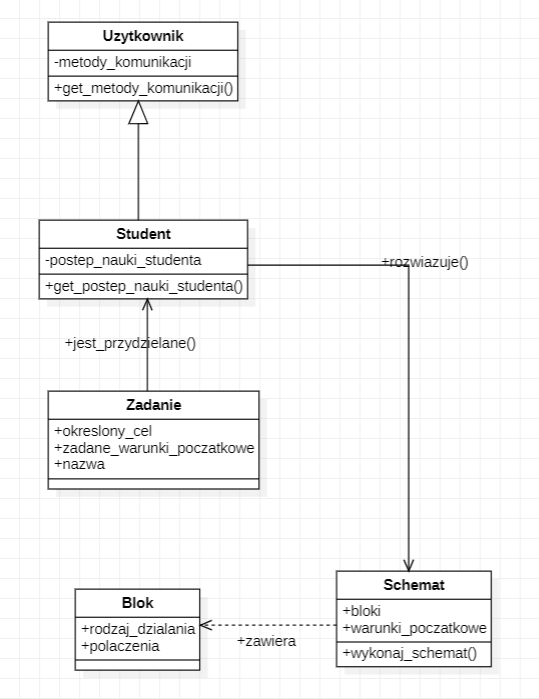 Uzytkownik
-metody_komunikacji
+get_metody_komunikacji()
Student
-postep_nauki_studenta
+get_postep_nauki_studenta()
+rozwiazuje()
+jest_przydzielane()
Zadanie
+okreslony_cel
+zadane_warunki_poczatkowe
+nazwa
Schemat
+bloki
+warunki_poczatkowe
+wykonaj_schemat()
Blok
+rodzaj_dzialania
+polaczenia
+zawiera